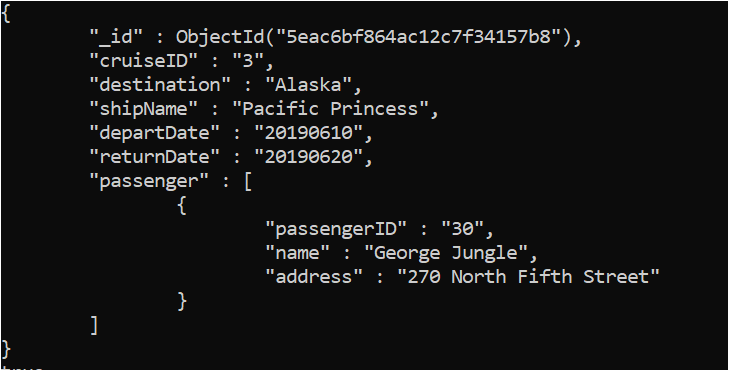 {
"_id" : ObjectId("5eac6bf864ac12c7f34157b8"),
"cruiseID" : "3",
"destination" : "Alaska",
"shipName" : "Pacific Princess",
"departDate" : "20190610",
"returnDate" : "20190620",
"passenger" : [
{
"passengerID" : "30",
"name" : "George Jungle",
"address" : "270 North Fifth Street"
}
]
}